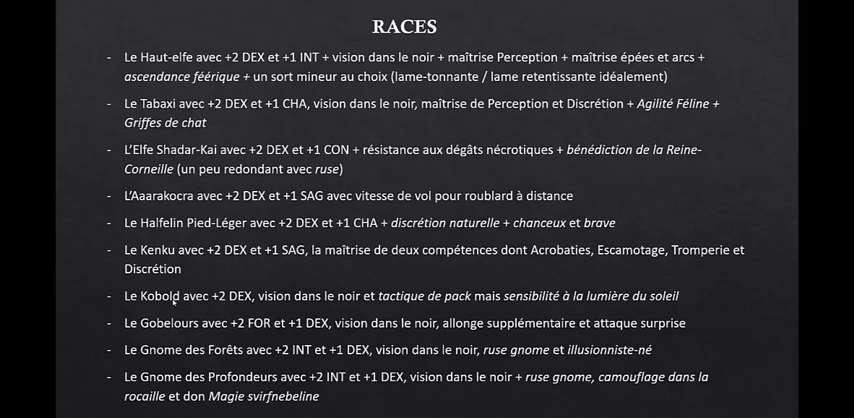 RACES
- Le Haut-elfe avec +2 DEX et +1 INT + vision dans le noir + maîtrise Perception + maîtrise épées et arcs +
ascendance féérique + un sort mineur au choix (lame-tonnante / lame retentissante idéalement)
- Le Tabaxi avec +2 DEX et +1 CHA, vision dans le noir, maîtrise de Perception et Discrétion + Agilité Féline +
Griffes de chat
- L'Elfe Shadar-Kai avec +2 DEX et +1 CON + résistance aux dégâts nécrotiques + bénédiction de la Reine-
Corneille (un peu redondant avec ruse)
- L'Aaarakocra avec +2 DEX et +1 SAG avec vitesse de vol pour roublard à distance
- Le Halfelin Pied-Léger avec +2 DEX et +1 CHA + discrétion naturelle + chanceux et brave
- Le Kenku avec +2 DEX et +1 SAG, la maîtrise de deux compétences dont Acrobaties, Escamotage, Tromperie et
Discrétion
- Le Kobold avec +2 DEX, vision dans le noir et tactique de pack mais sensibilité à la lumière du soleil
- Le Gobelours avec +2 FOR et +1 DEX, vision dans le noir, allonge supplémentaire et attaque surprise
- Le Gnome des Forêts avec +2 INT et +1 DEX, vision dans le noir, ruse gnome et illusionniste-né
- Le Gnome des Profondeurs avec +2 INT et +1 DEX, vision dans le noir + ruse gnome, camouflage dans la
rocaille et don Magie svirfnebeline